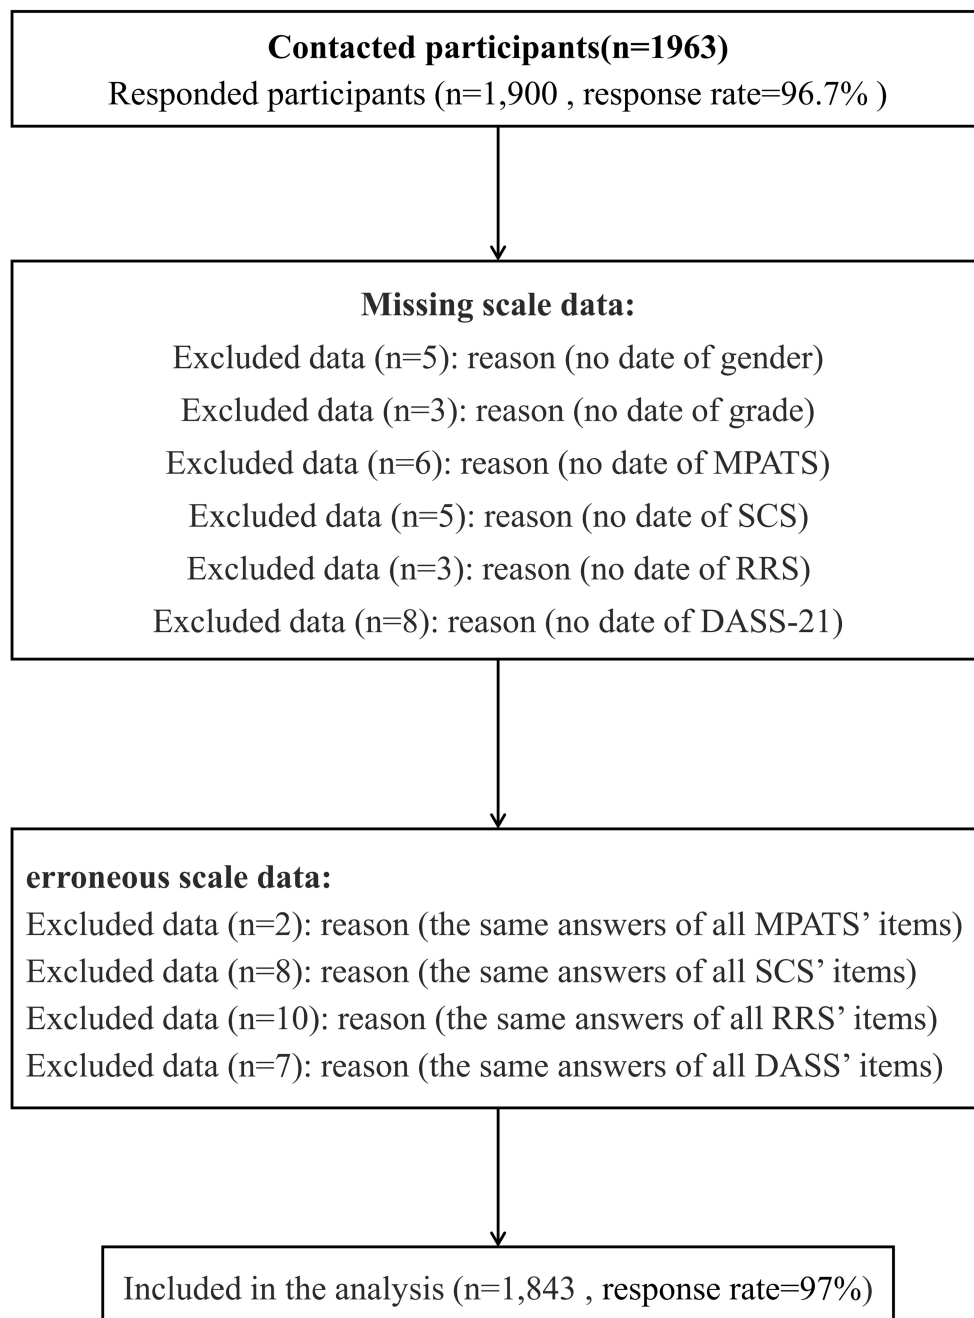 Contacted participants(n=1963)
Responded participants (n=1,900 , response rate=96.7% )
Missing scale data:
Excluded data (n=5): reason (no date of gender)
Excluded data (n=3): reason (no date of grade)
Excluded data (n=6): reason (no date of MPATS)
Excluded data (n=5): reason (no date of SCS)
Excluded data (n=3): reason (no date of RRS)
Excluded data (n=8): reason (no date of DASS-21)
erroneous scale data:
Excluded data (n=2): reason (the same answers of all MPATS’ items)
Excluded data (n=8): reason (the same answers of all SCS’ items)
Excluded data (n=10): reason (the same answers of all RRS’ items)
Excluded data (n=7): reason (the same answers of all DASS’ items)
Included in the analysis (n=1,843 , response rate=97%)